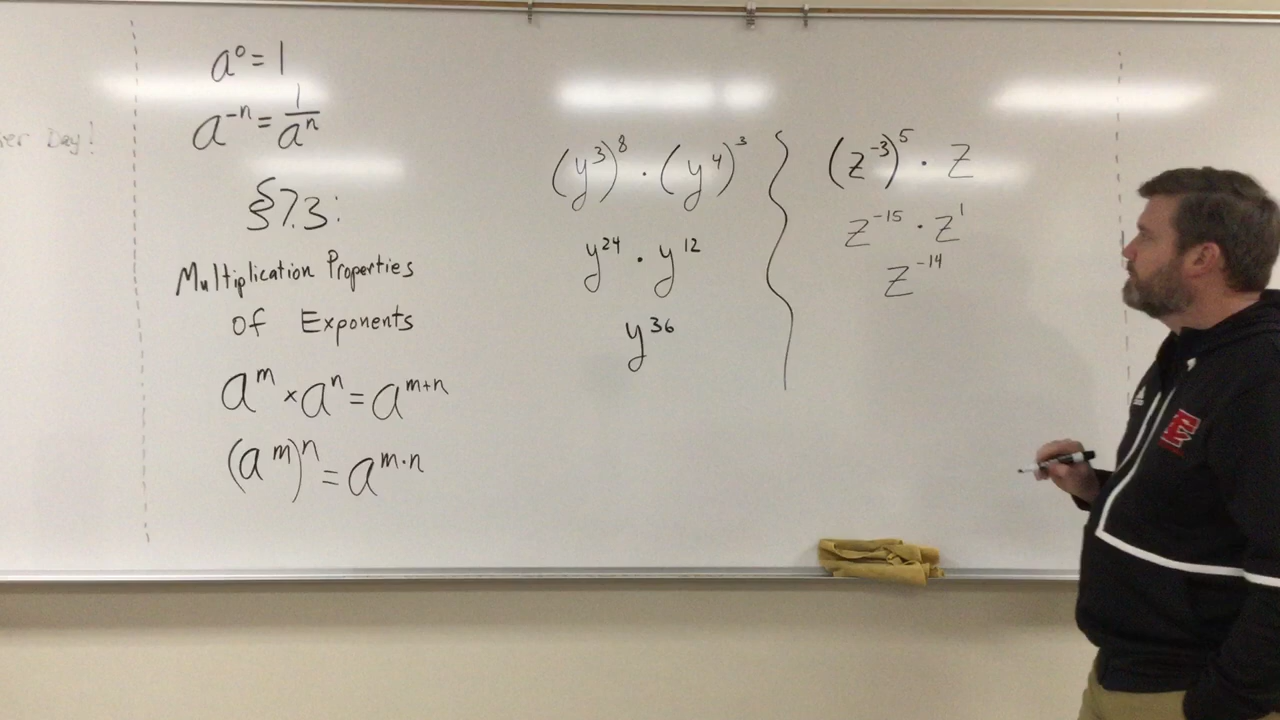 Day!
a⁰ = 1
a⁻ⁿ = 1/aⁿ
§7.3:
Multiplication Properties
of Exponents
aᵐ × aⁿ = aᵐ⁺ⁿ
(aᵐ)ⁿ = aᵐ·ⁿ
(y³)⁸ · (y⁴)³
y²⁴ · y¹²
y³⁶
(z⁻³)⁵ · z
z⁻¹⁵ · z¹
z⁻¹⁴